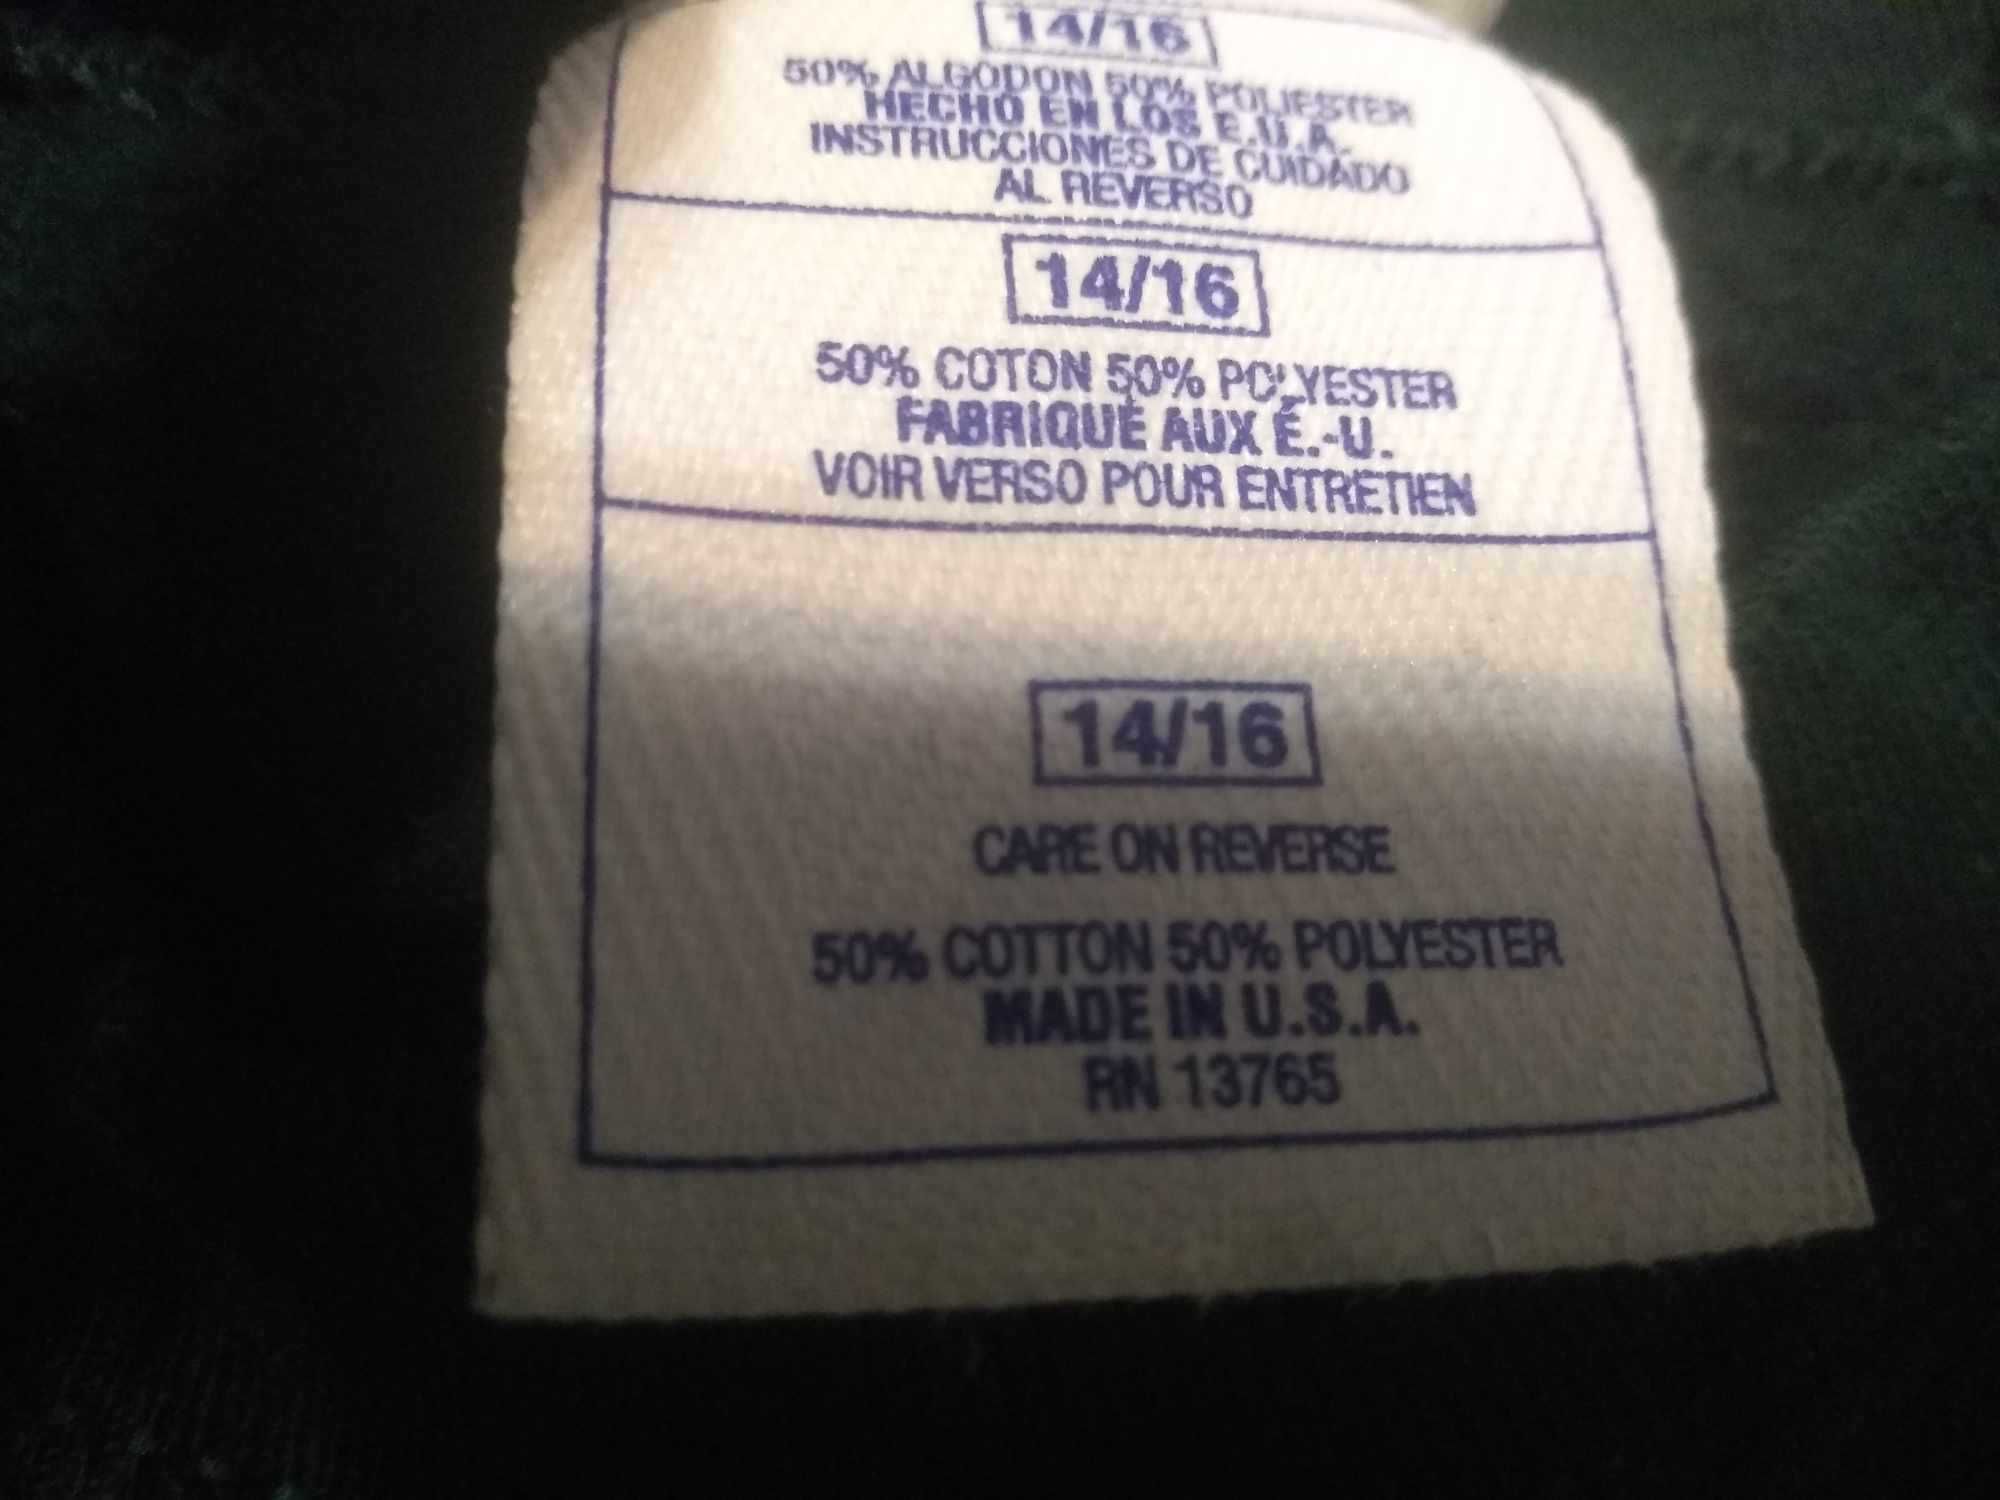 14/16
50% ALGODON 50% POLIESTER
HECHO EN LOS E.U.A.
INSTRUCCIONES DE CUIDADO
AL REVERSO
14/16
50% COTON 50% POLYESTER
FABRIQUÉ AUX É.-U.
VOIR VERSO POUR ENTRETIEN
14/16
CARE ON REVERSE
50% COTTON 50% POLYESTER
MADE IN U.S.A.
RN 13765